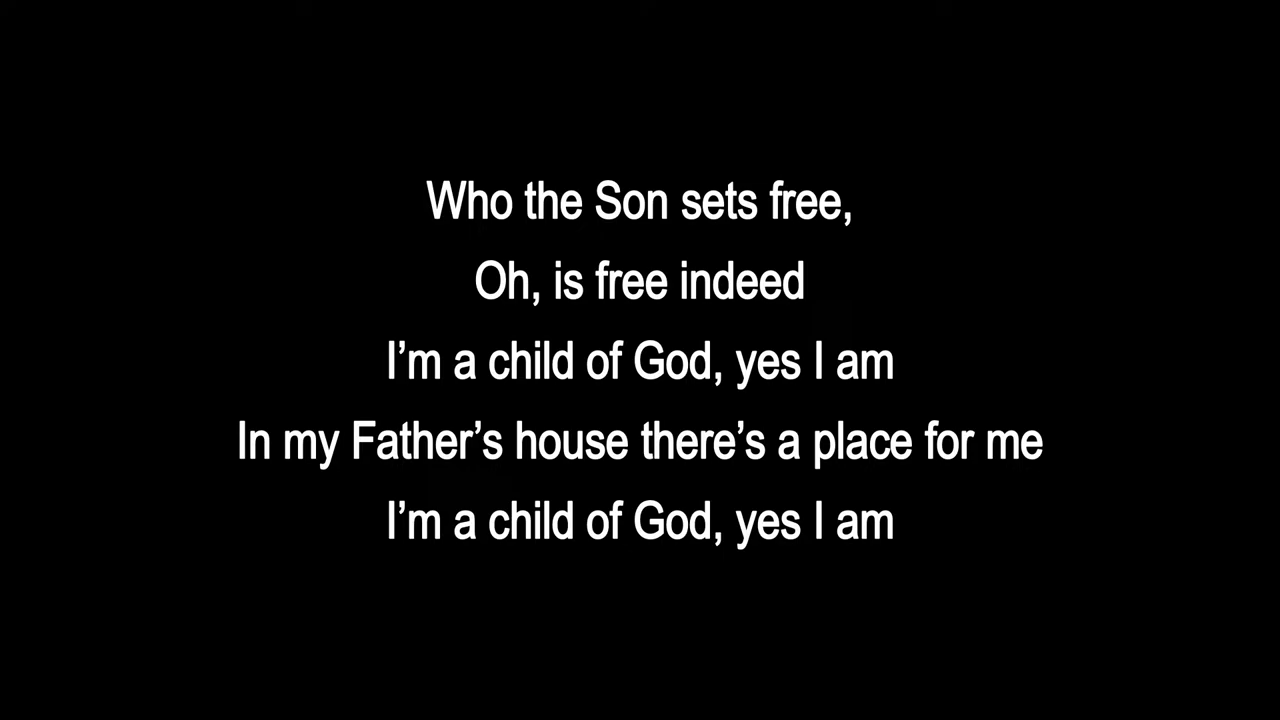 Who the Son sets free,
Oh, is free indeed
I’m a child of God, yes I am
In my Father’s house there’s a place for me
I’m a child of God, yes I am